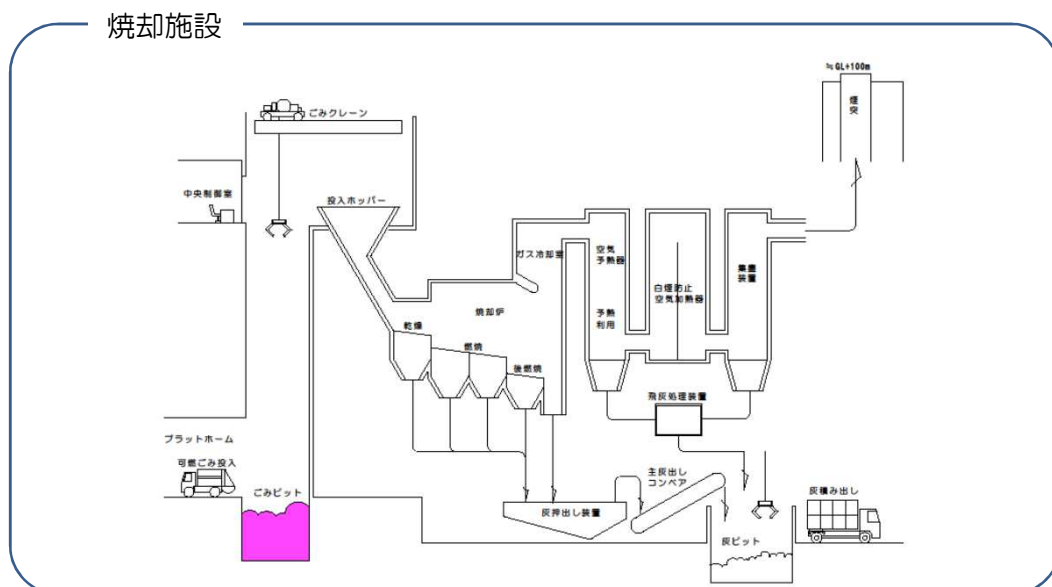 焼却施設
≒GL+100m
煙突
ごみクレーン
中央制御室
投入ホッパー
ガス冷却室
空気
予熱器
集塵
装置
白煙防止
空気加熱器
焼却炉
予熱
利用
乾燥
燃焼
後燃焼
飛灰処理装置
プラットホーム
可燃ごみ投入
ごみピット
主灰出し
コンベア
灰押出し装置
灰積み出し
灰ピット